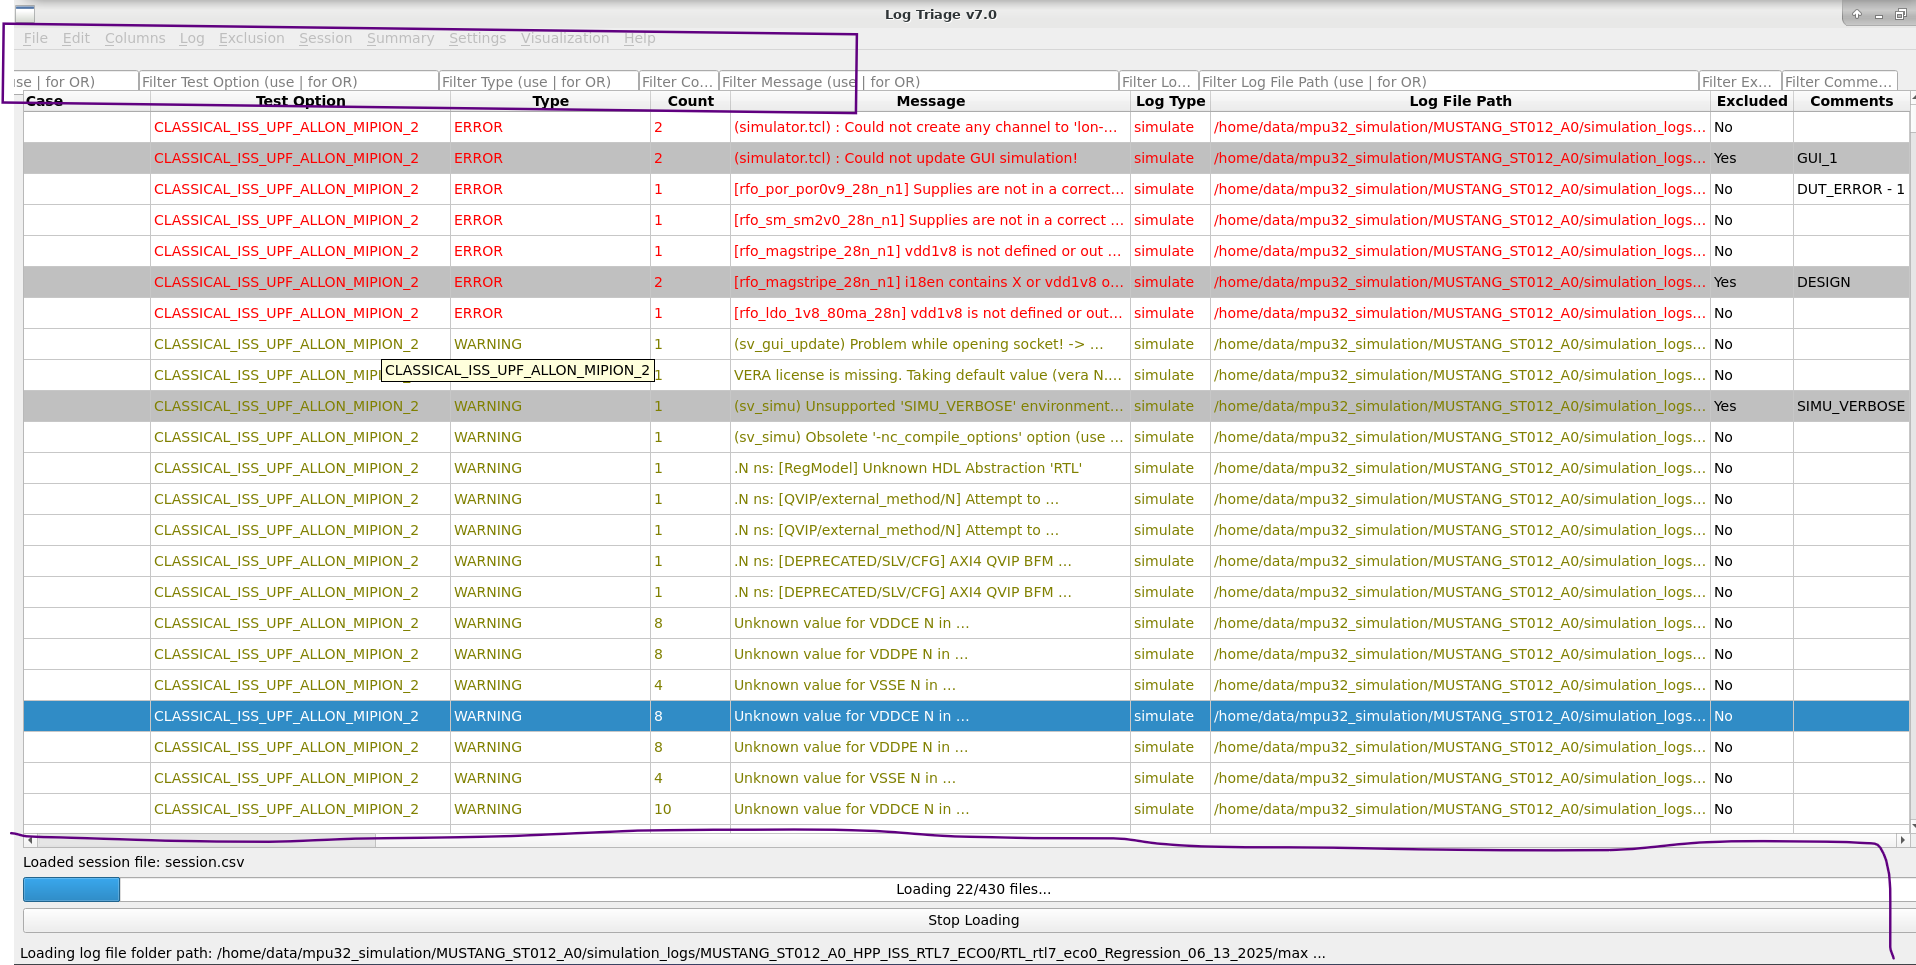 Log Triage v7.0
File Edit Columns Log Exclusion Session Summary Settings Visualization Help
se | for OR) Filter Test Option (use | for OR) Filter Type (use | for OR) Filter Co... Filter Message (use | for OR) Filter Lo... Filter Log File Path (use | for OR) Filter Ex... Filter Comme...
Case Test Option Type Count Message Log Type Log File Path Excluded Comments
CLASSICAL_ISS_UPF_ALLON_MIPION_2 ERROR 2 (simulator.tcl) : Could not create any channel to 'lon-... simulate /home/data/mpu32_simulation/MUSTANG_ST012_A0/simulation_logs... No
CLASSICAL_ISS_UPF_ALLON_MIPION_2 ERROR 2 (simulator.tcl) : Could not update GUI simulation! simulate /home/data/mpu32_simulation/MUSTANG_ST012_A0/simulation_logs... Yes GUI_1
CLASSICAL_ISS_UPF_ALLON_MIPION_2 ERROR 1 [rfo_por_por0v9_28n_n1] Supplies are not in a correct... simulate /home/data/mpu32_simulation/MUSTANG_ST012_A0/simulation_logs... No DUT_ERROR - 1
CLASSICAL_ISS_UPF_ALLON_MIPION_2 ERROR 1 [rfo_sm_sm2v0_28n_n1] Supplies are not in a correct ... simulate /home/data/mpu32_simulation/MUSTANG_ST012_A0/simulation_logs... No
CLASSICAL_ISS_UPF_ALLON_MIPION_2 ERROR 1 [rfo_magstripe_28n_n1] vdd1v8 is not defined or out ... simulate /home/data/mpu32_simulation/MUSTANG_ST012_A0/simulation_logs... No
CLASSICAL_ISS_UPF_ALLON_MIPION_2 ERROR 2 [rfo_magstripe_28n_n1] i18en contains X or vdd1v8 o... simulate /home/data/mpu32_simulation/MUSTANG_ST012_A0/simulation_logs... Yes DESIGN
CLASSICAL_ISS_UPF_ALLON_MIPION_2 ERROR 1 [rfo_ldo_1v8_80ma_28n] vdd1v8 is not defined or out... simulate /home/data/mpu32_simulation/MUSTANG_ST012_A0/simulation_logs... No
CLASSICAL_ISS_UPF_ALLON_MIPION_2 WARNING 1 (sv_gui_update) Problem while opening socket! -> ... simulate /home/data/mpu32_simulation/MUSTANG_ST012_A0/simulation_logs... No
CLASSICAL_ISS_UPF_ALLON_MIPION_2
CLASSICAL_ISS_UPF_ALLON_MIPION_2 1 VERA license is missing. Taking default value (vera N.... simulate /home/data/mpu32_simulation/MUSTANG_ST012_A0/simulation_logs... No
CLASSICAL_ISS_UPF_ALLON_MIPION_2 WARNING 1 (sv_simu) Unsupported 'SIMU_VERBOSE' environment... simulate /home/data/mpu32_simulation/MUSTANG_ST012_A0/simulation_logs... Yes SIMU_VERBOSE
CLASSICAL_ISS_UPF_ALLON_MIPION_2 WARNING 1 (sv_simu) Obsolete '-nc_compile_options' option (use ... simulate /home/data/mpu32_simulation/MUSTANG_ST012_A0/simulation_logs... No
CLASSICAL_ISS_UPF_ALLON_MIPION_2 WARNING 1 .N ns: [RegModel] Unknown HDL Abstraction 'RTL' simulate /home/data/mpu32_simulation/MUSTANG_ST012_A0/simulation_logs... No
CLASSICAL_ISS_UPF_ALLON_MIPION_2 WARNING 1 .N ns: [QVIP/external_method/N] Attempt to ... simulate /home/data/mpu32_simulation/MUSTANG_ST012_A0/simulation_logs... No
CLASSICAL_ISS_UPF_ALLON_MIPION_2 WARNING 1 .N ns: [QVIP/external_method/N] Attempt to ... simulate /home/data/mpu32_simulation/MUSTANG_ST012_A0/simulation_logs... No
CLASSICAL_ISS_UPF_ALLON_MIPION_2 WARNING 1 .N ns: [DEPRECATED/SLV/CFG] AXI4 QVIP BFM ... simulate /home/data/mpu32_simulation/MUSTANG_ST012_A0/simulation_logs... No
CLASSICAL_ISS_UPF_ALLON_MIPION_2 WARNING 1 .N ns: [DEPRECATED/SLV/CFG] AXI4 QVIP BFM ... simulate /home/data/mpu32_simulation/MUSTANG_ST012_A0/simulation_logs... No
CLASSICAL_ISS_UPF_ALLON_MIPION_2 WARNING 8 Unknown value for VDDCE N in ... simulate /home/data/mpu32_simulation/MUSTANG_ST012_A0/simulation_logs... No
CLASSICAL_ISS_UPF_ALLON_MIPION_2 WARNING 8 Unknown value for VDDPE N in ... simulate /home/data/mpu32_simulation/MUSTANG_ST012_A0/simulation_logs... No
CLASSICAL_ISS_UPF_ALLON_MIPION_2 WARNING 4 Unknown value for VSSE N in ... simulate /home/data/mpu32_simulation/MUSTANG_ST012_A0/simulation_logs... No
CLASSICAL_ISS_UPF_ALLON_MIPION_2 WARNING 8 Unknown value for VDDCE N in ... simulate /home/data/mpu32_simulation/MUSTANG_ST012_A0/simulation_logs... No
CLASSICAL_ISS_UPF_ALLON_MIPION_2 WARNING 8 Unknown value for VDDPE N in ... simulate /home/data/mpu32_simulation/MUSTANG_ST012_A0/simulation_logs... No
CLASSICAL_ISS_UPF_ALLON_MIPION_2 WARNING 4 Unknown value for VSSE N in ... simulate /home/data/mpu32_simulation/MUSTANG_ST012_A0/simulation_logs... No
CLASSICAL_ISS_UPF_ALLON_MIPION_2 WARNING 10 Unknown value for VDDCE N in ... simulate /home/data/mpu32_simulation/MUSTANG_ST012_A0/simulation_logs... No
Loaded session file: session.csv
Loading 22/430 files...
Stop Loading
Loading log file folder path: /home/data/mpu32_simulation/MUSTANG_ST012_A0/simulation_logs/MUSTANG_ST012_A0_HPP_ISS_RTL7_ECO0/RTL_rtl7_eco0_Regression_06_13_2025/max ...